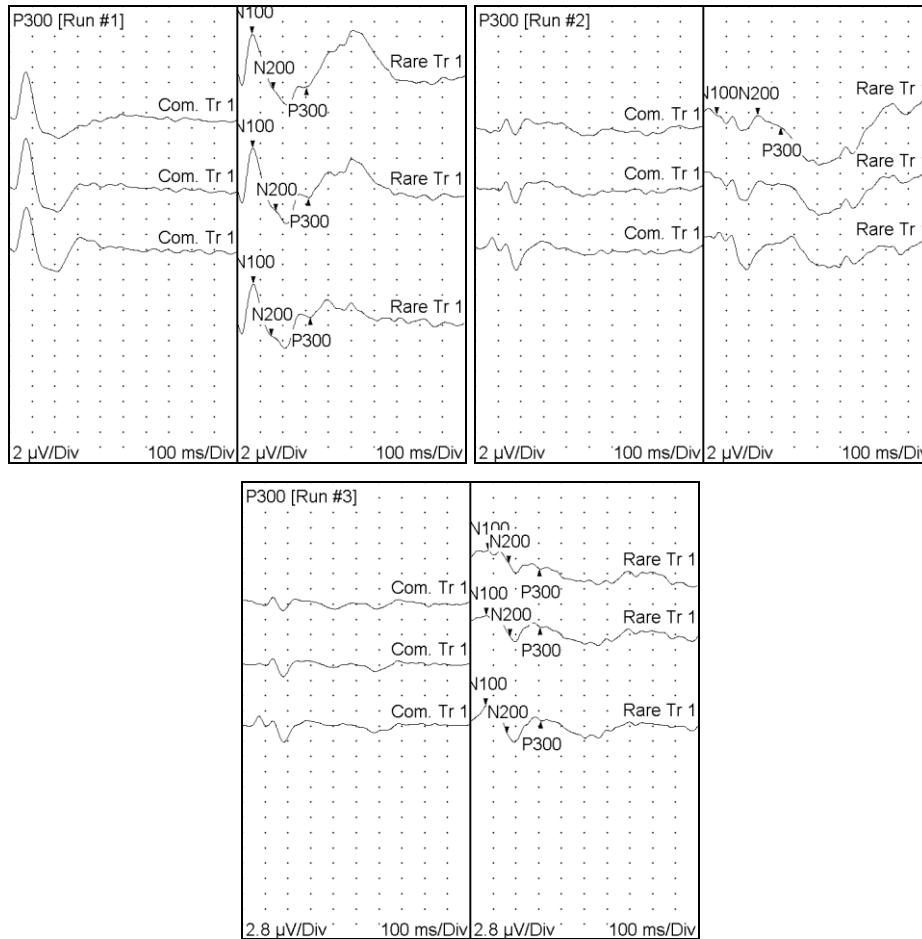 P300 [Run #1]
N100
N200
P300
Rare Tr 1
Com. Tr 1
N100
N200
P300
Rare Tr 1
Com. Tr 1
Com. Tr 1
N100
N200
P300
Rare Tr 1
2 µV/Div
100 ms/Div
2 µV/Div
100 ms/Div
P300 [Run #2]
Rare Tr
N100N200
P300
Com. Tr 1
Rare Tr
Com. Tr 1
Rare Tr
Com. Tr 1
2 µV/Div
100 ms/Div
2 µV/Div
100 ms/Div
P300 [Run #3]
N100
N200
P300
Rare Tr 1
Com. Tr 1
N100
N200
P300
Rare Tr 1
Com. Tr 1
N100
N200
P300
Rare Tr 1
Com. Tr 1
2.8 µV/Div
100 ms/Div
2.8 µV/Div
100 ms/Div